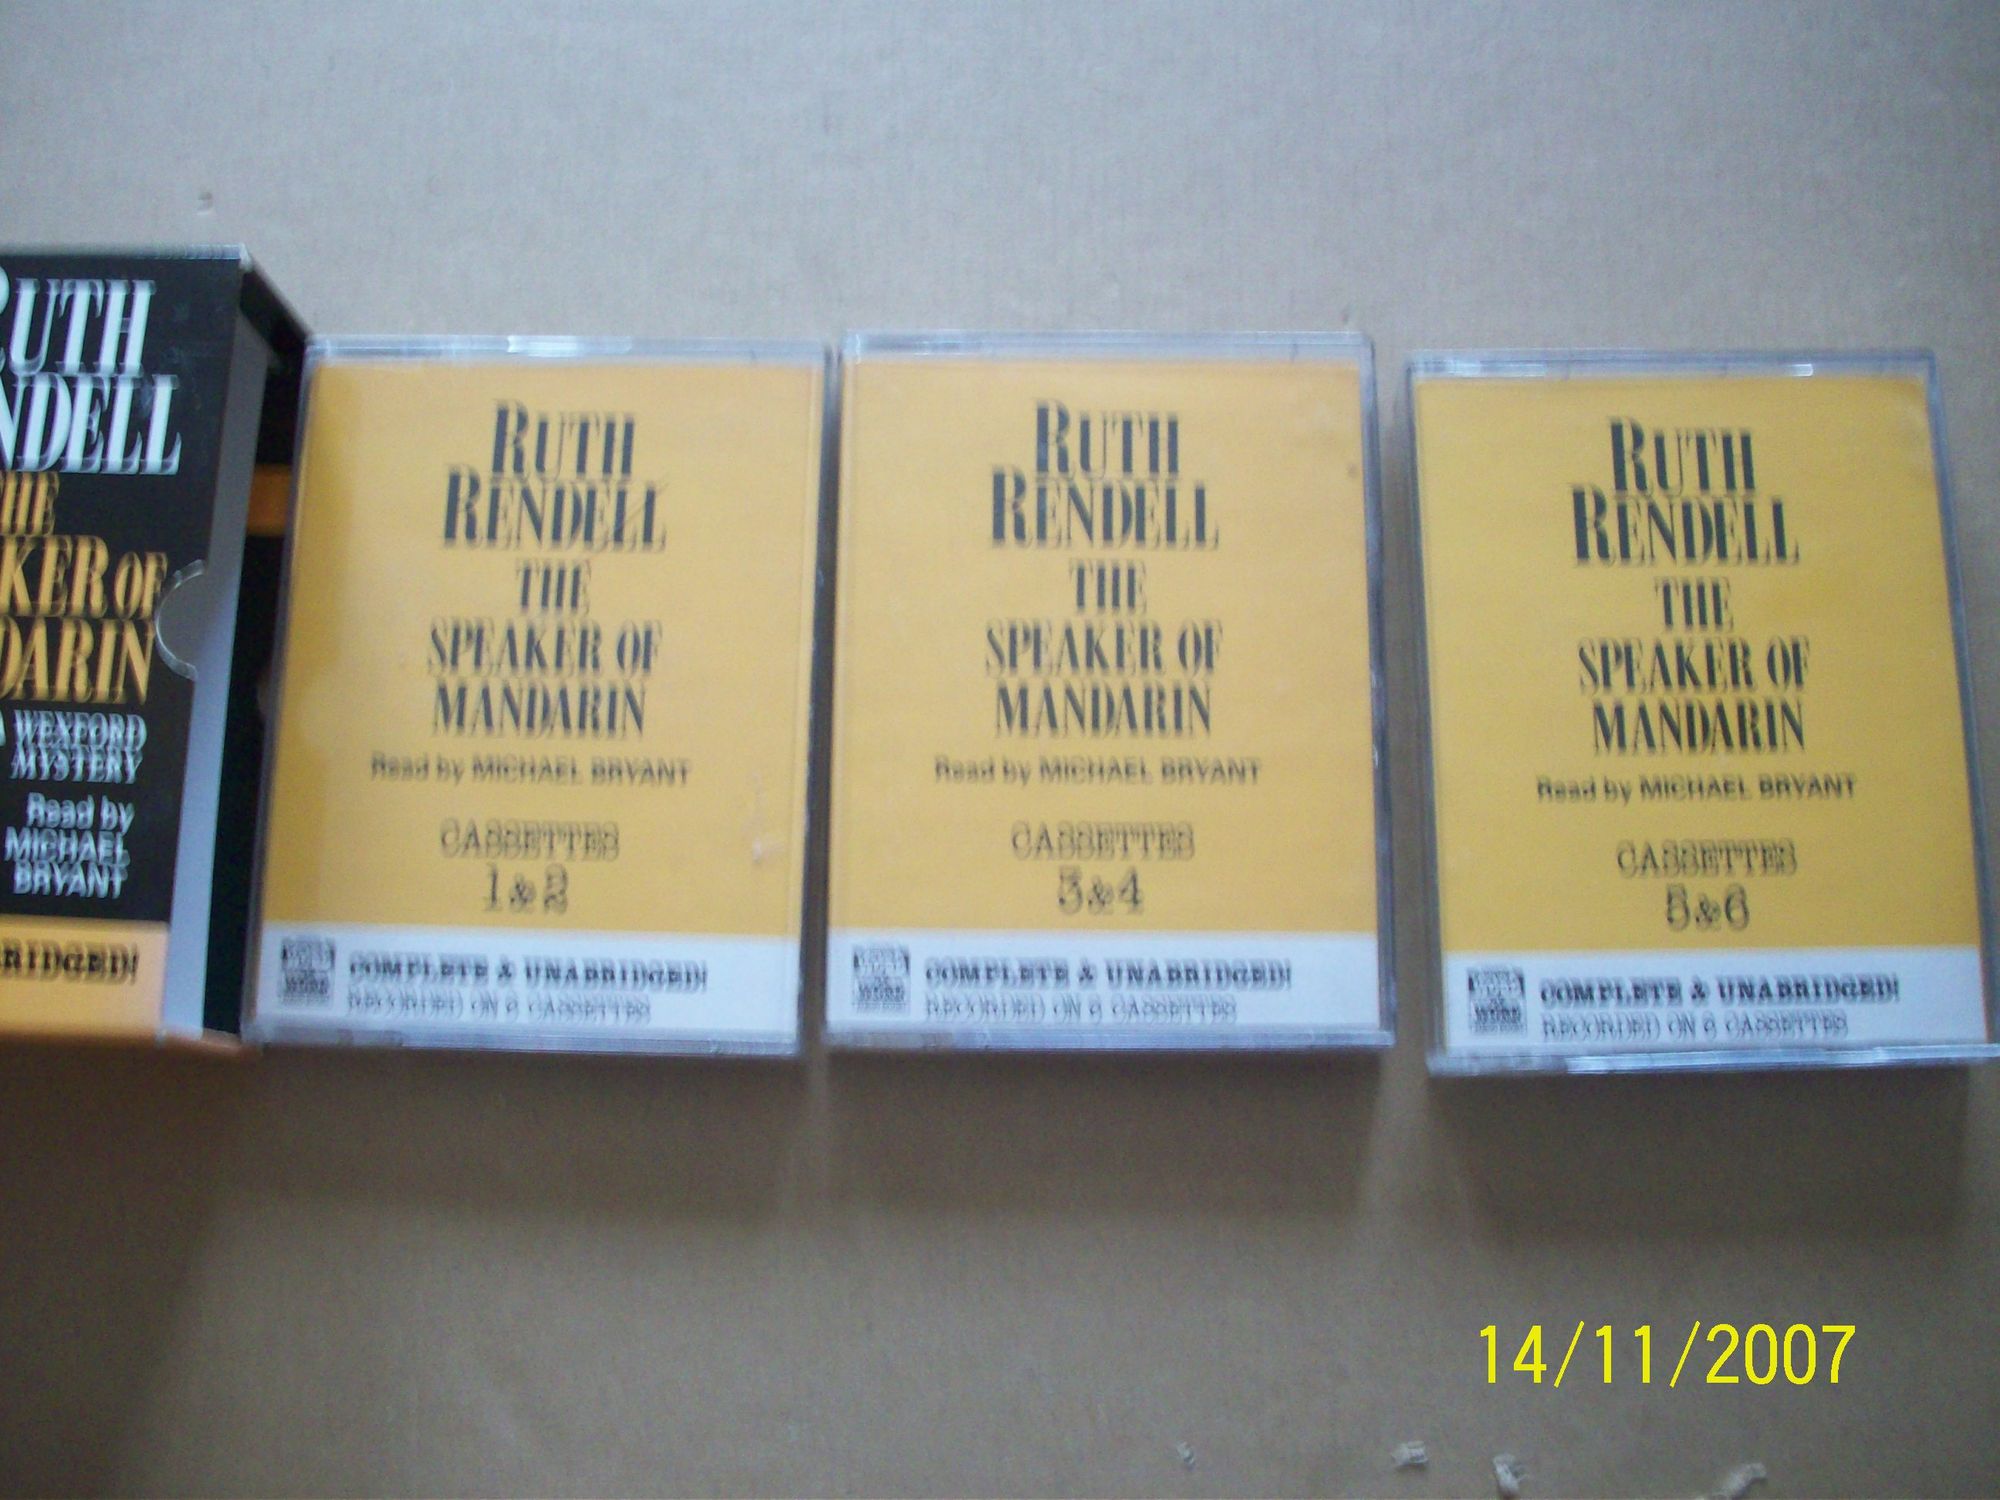 RUTH
NDELL
THE
KER OF
DARIN
A WEXFORD
MYSTERY
Read by
MICHAEL
BRYANT
BRIDGED!
RUTH
RENDELL
THE
SPEAKER OF
MANDARIN
Read by MICHAEL BRYANT
CASSETTES
1&2
COMPLETE & UNABRIDGED!
RECORDED ON 6 CASSETTES
RUTH
RENDELL
THE
SPEAKER OF
MANDARIN
Read by MICHAEL BRYANT
CASSETTES
3&4
COMPLETE & UNABRIDGED!
RECORDED ON 6 CASSETTES
RUTH
RENDELL
THE
SPEAKER OF
MANDARIN
Read by MICHAEL BRYANT
CASSETTES
5&6
COMPLETE & UNABRIDGED!
RECORDED ON 6 CASSETTES
14/11/2007